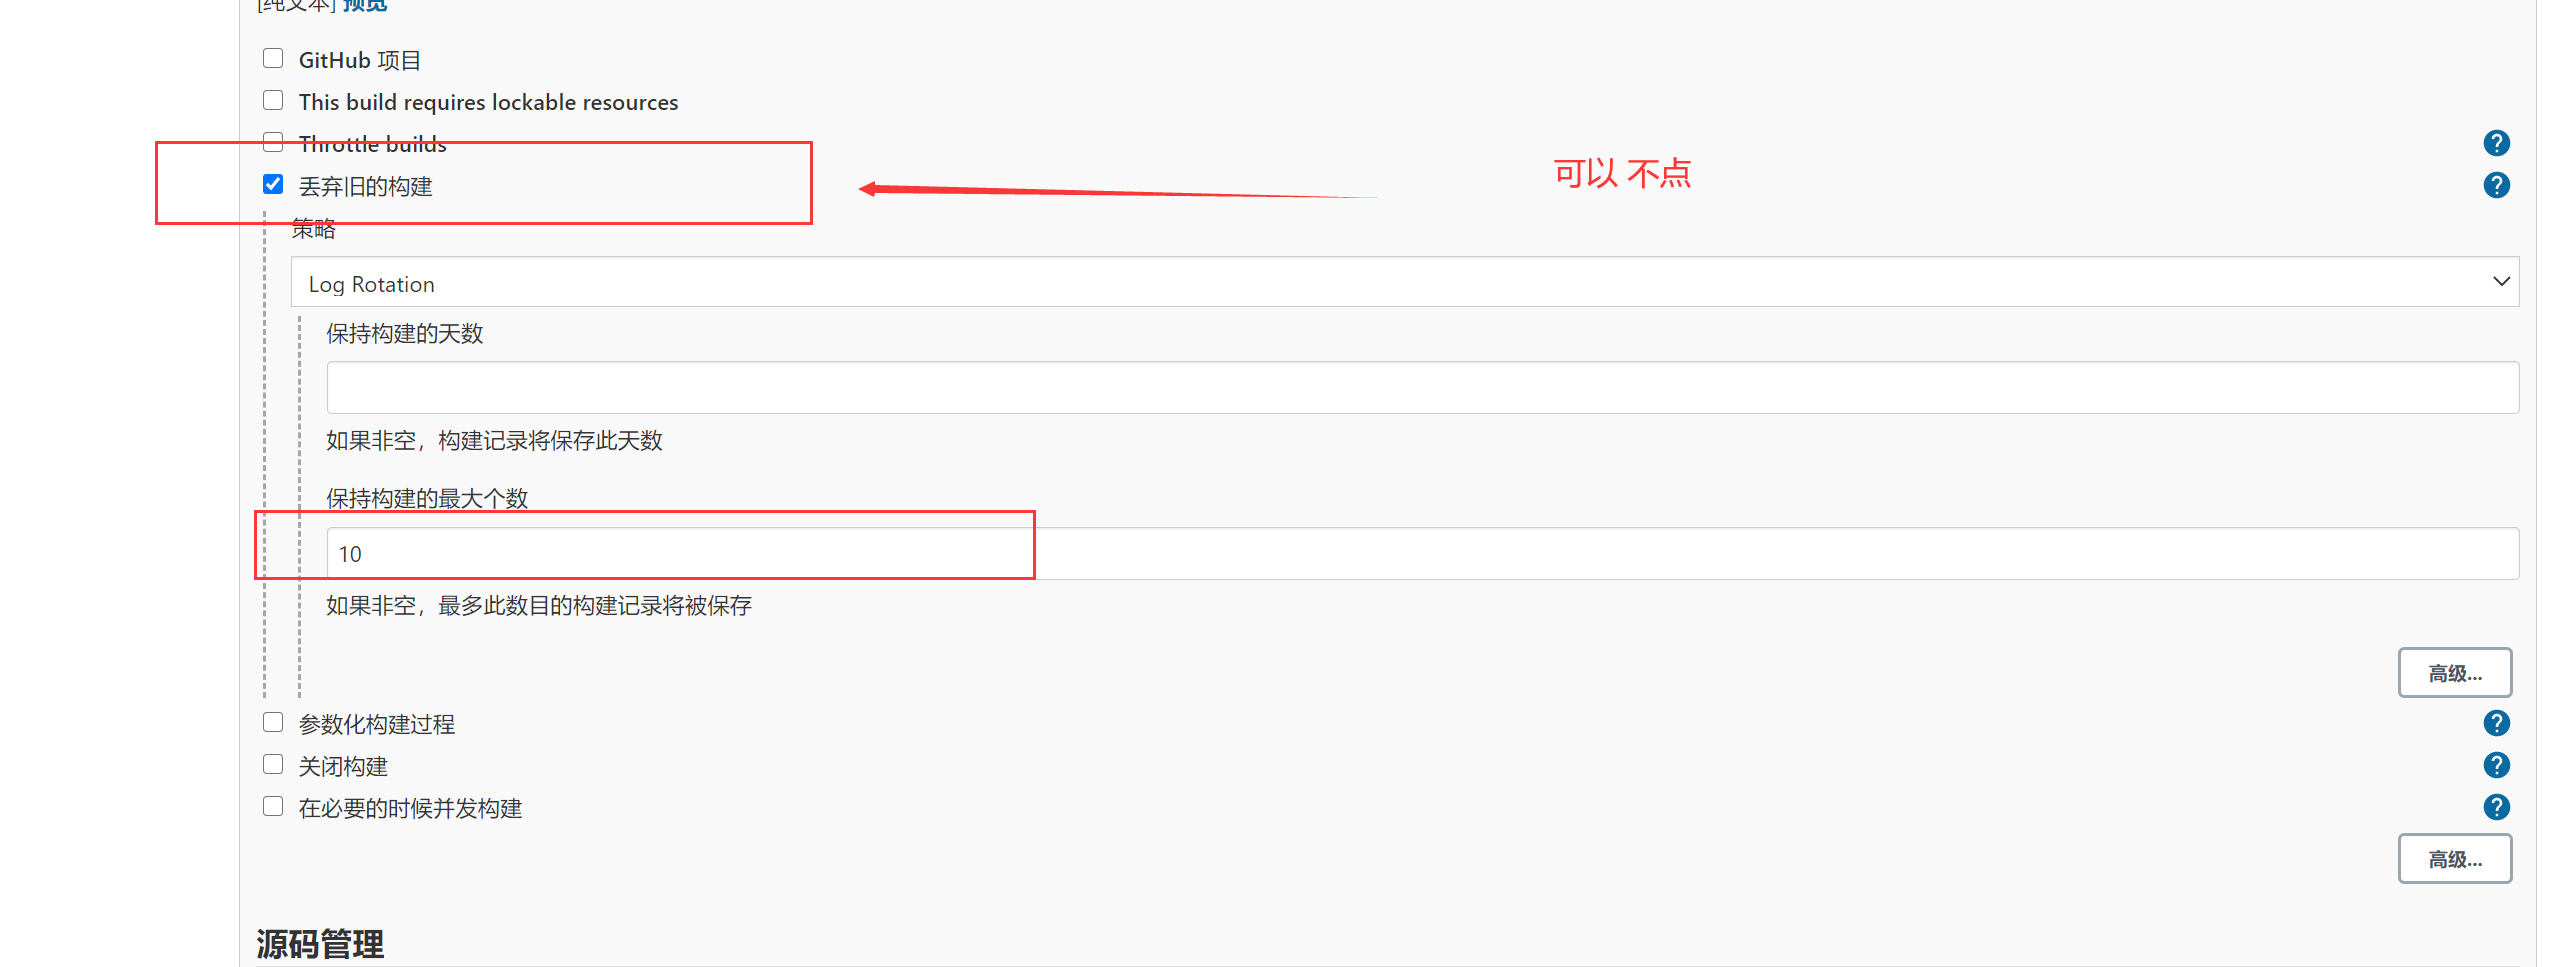 [纯文本] 预览
GitHub 项目
This build requires lockable resources
Throttle builds
丢弃旧的构建
可以 不点
策略
Log Rotation
保持构建的天数
如果非空，构建记录将保存此天数
保持构建的最大个数
10
如果非空，最多此数目的构建记录将被保存
高级...
参数化构建过程
关闭构建
在必要的时候并发构建
高级...
源码管理